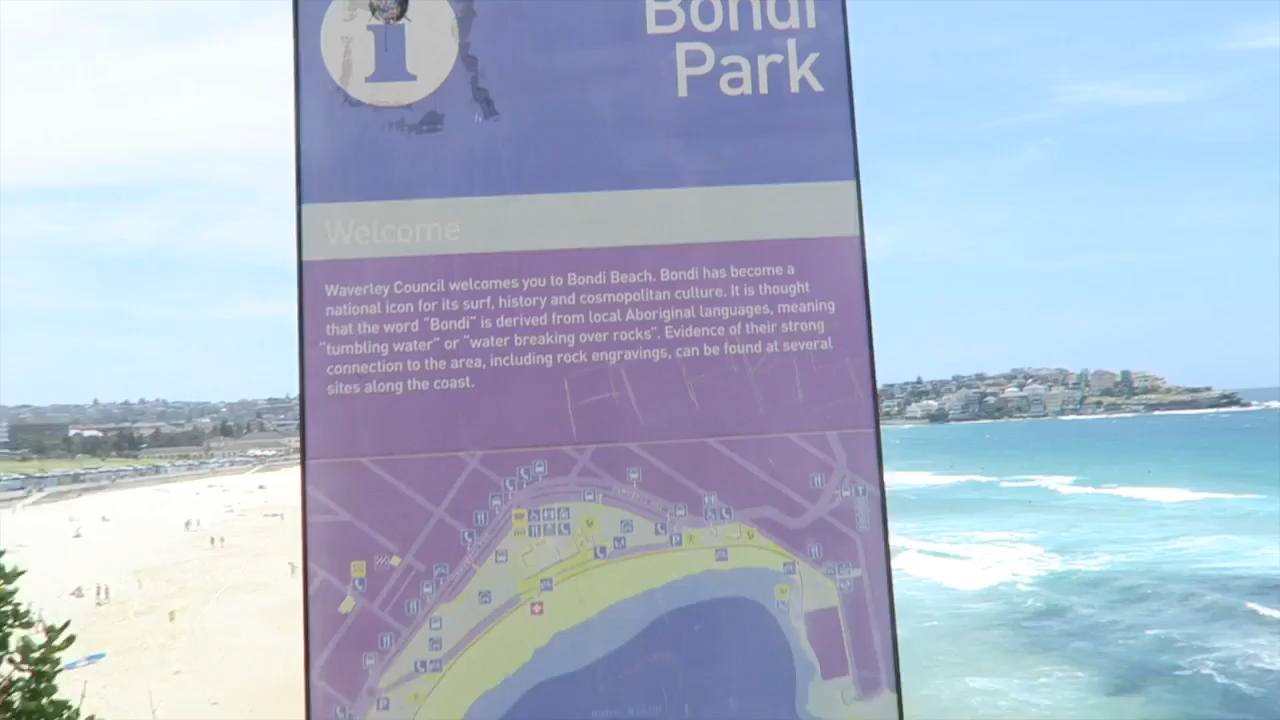 i
Bondi
Park
Welcome
Waverley Council welcomes you to Bondi Beach. Bondi has become a
national icon for its surf, history and cosmopolitan culture. It is thought
that the word "Bondi" is derived from local Aboriginal languages, meaning
"tumbling water" or "water breaking over rocks". Evidence of their strong
connection to the area, including rock engravings, can be found at several
sites along the coast.
P
P